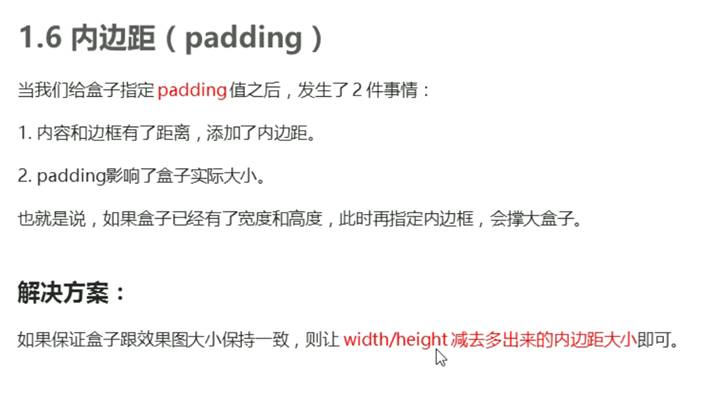 1.6 内边距（padding）
当我们给盒子指定 padding 值之后，发生了 2 件事情：
1. 内容和边框有了距离，添加了内边距。
2. padding影响了盒子实际大小。
也就是说，如果盒子已经有了宽度和高度，此时再指定内边框，会撑大盒子。
解决方案：
如果保证盒子跟效果图大小保持一致，则让 width/height 减去多出来的内边距大小即可。